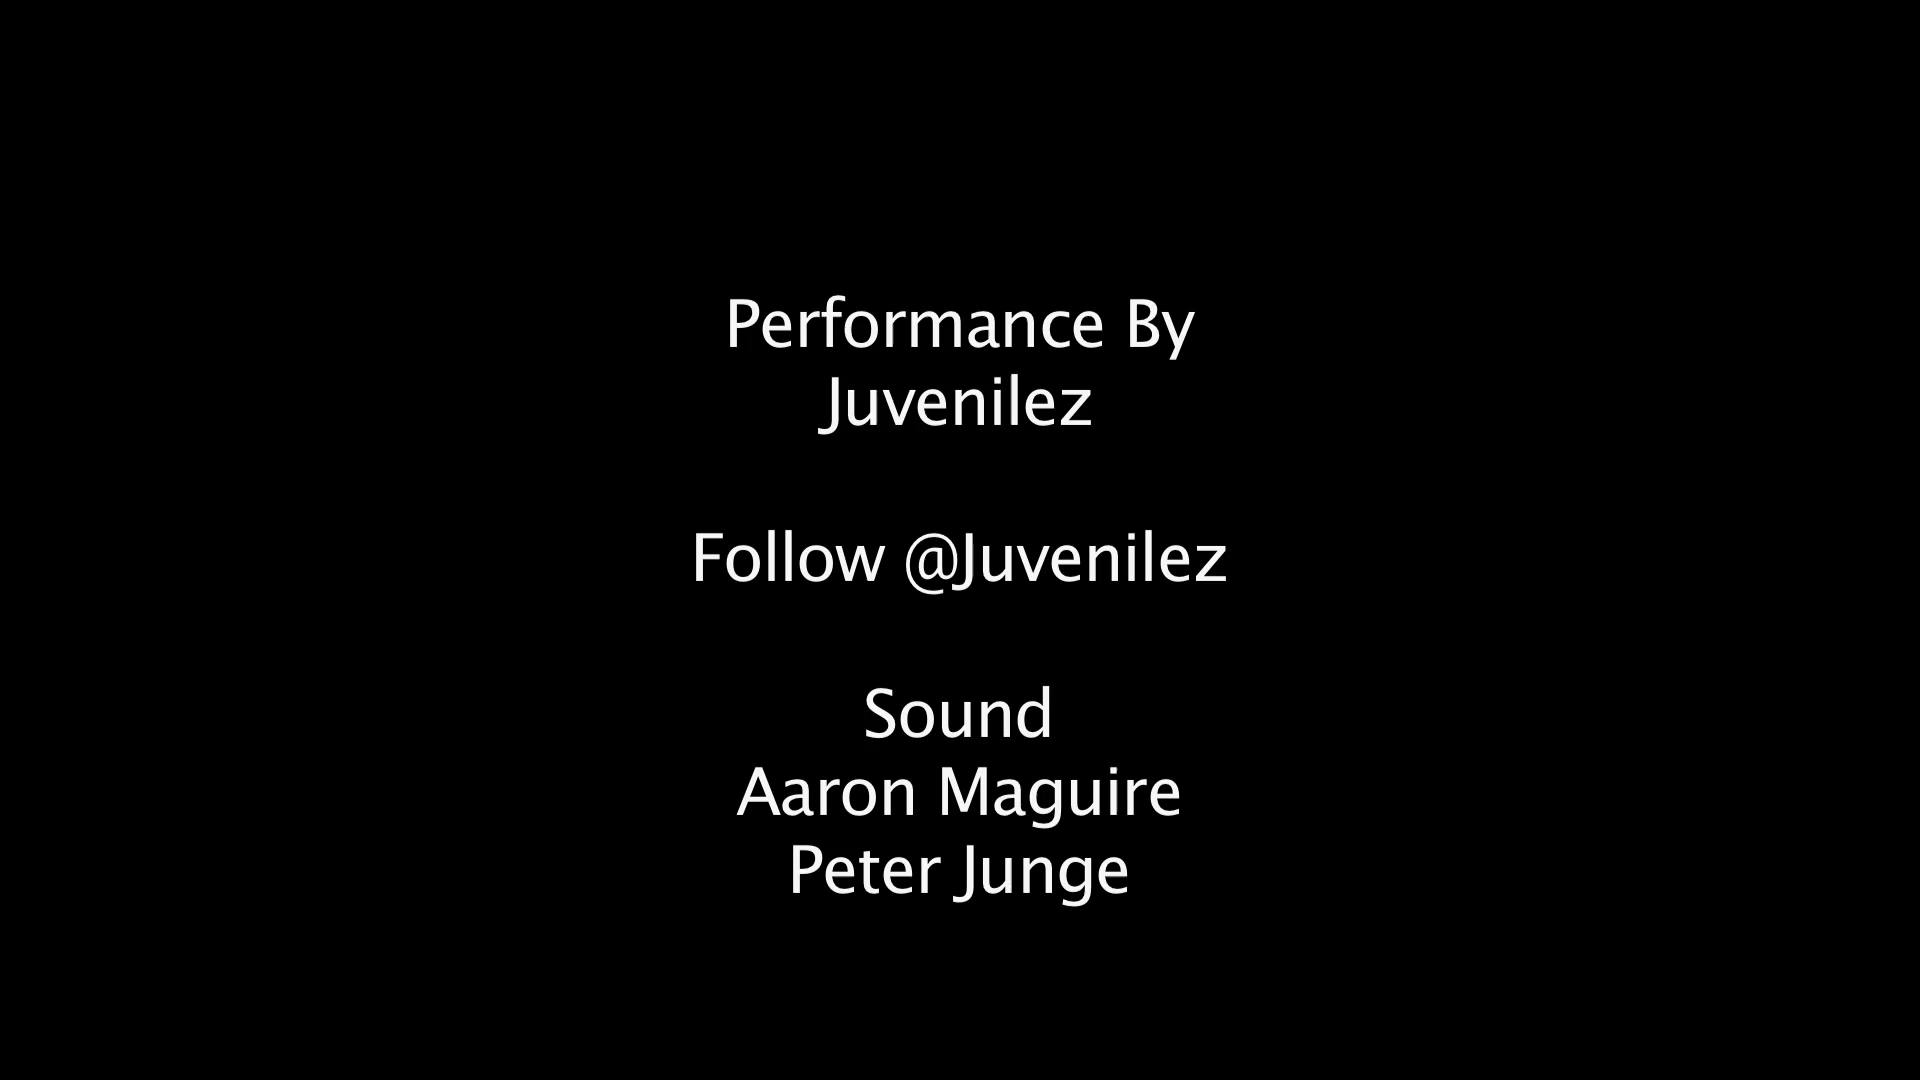 Performance By
Juvenilez
Follow @Juvenilez
Sound
Aaron Maguire
Peter Junge